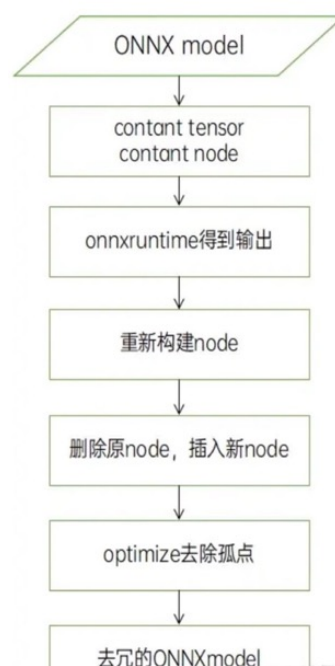 ONNX model
contant tensor
contant node
onnxruntime得到输出
重新构建node
删除原node，插入新node
optimize去除孤点
去冗的ONNXmodel